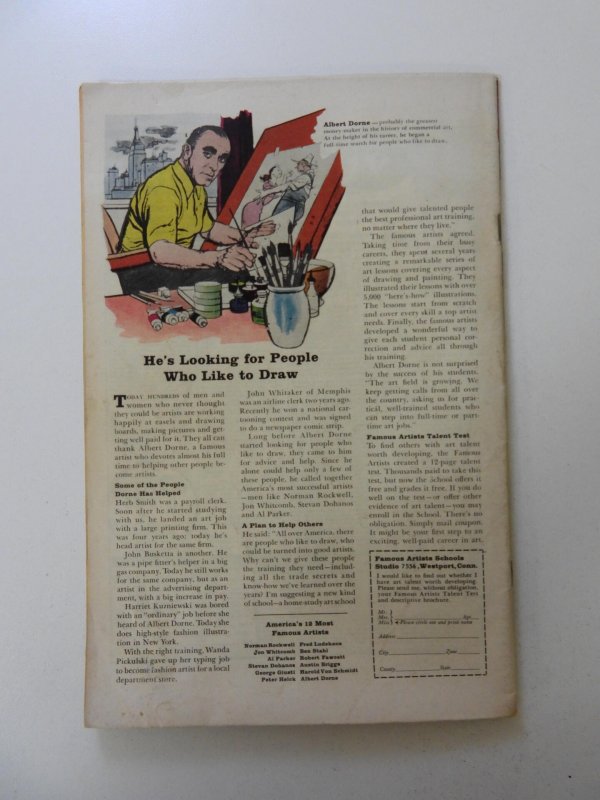 Albert Dorne—probably the greatest
money-maker in the history of commercial art.
At the height of his career, he began a
full-time search for people who like to draw.
He's Looking for People
Who Like to Draw
TODAY HUNDREDS of men and
women who never thought
they could be artists are working
happily at easels and drawing
boards, making pictures and get-
ting well paid for it. They all can
thank Albert Dorne, a famous
artist who devotes almost his full
time to helping other people be-
come artists.
Some of the People
Dorne Has Helped
Herb Smith was a payroll clerk.
Soon after he started studying
with us, he landed an art job
with a large printing firm. This
was four years ago; today he's
head artist for the same firm.
John Busketta is another. He
was a pipe fitter's helper in a big
gas company. Today he still works
for the same company, but as an
artist in the advertising depart-
ment, with a big increase in pay.
Harriet Kuzniewski was bored
with an "ordinary" job before she
heard of Albert Dorne. Today she
does high-style fashion illustra-
tion in New York.
With the right training, Wanda
Pickulski gave up her typing job
to become fashion artist for a local
department store.
John Whitaker of Memphis
was an airline clerk two years ago.
Recently he won a national car-
tooning contest and was signed
to do a newspaper comic strip.
Long before Albert Dorne
started looking for people who
like to draw, they came to him
for advice and help. Since he
alone could help only a few of
these people, he called together
America's most successful artists
—men like Norman Rockwell,
Jon Whitcomb, Stevan Dohanos
and Al Parker.
A Plan to Help Others
He said: "All over America, there
are people who like to draw, who
could be turned into good artists.
Why can't we give these people
the training they need—includ-
ing all the trade secrets and
know-how we've learned over the
years? I'm suggesting a new kind
of school—a home-study art school
America's 12 Most
Famous Artists
Norman Rockwell Fred Ludekens
Jon Whitcomb Ben Stahl
Al Parker Robert Fawcett
Stevan Dohanos Austin Briggs
George Giusti Harold Von Schmidt
Peter Helck Albert Dorne
that would give talented people
the best professional art training,
no matter where they live."
The famous artists agreed.
Taking time from their busy
careers, they spent several years
creating a remarkable series of
art lessons covering every aspect
of drawing and painting. They
illustrated their lessons with over
5,000 "here's-how" illustrations.
The lessons start from scratch
and cover every skill a top artist
needs. Finally, the famous artists
developed a wonderful way to
give each student personal cor-
rection and advice all through
his training.
Albert Dorne is not surprised
by the success of his students.
"The art field is growing. We
keep getting calls from all over
the country, asking us for prac-
tical, well-trained students who
can step into full-time or part-
time art jobs."
Famous Artists Talent Test
To find others with art talent
worth developing, the Famous
Artists created a 12-page talent
test. Thousands paid to take this
test, but now the School offers it
free and grades it free. If you do
well on the test—or offer other
evidence of art talent—you may
enroll in the School. There's no
obligation. Simply mail coupon.
It might be your first step to an
exciting, well-paid career in art.
Famous Artists Schools
Studio 7356, Westport, Conn.
I would like to find out whether I
have art talent worth developing.
Please send me, without obligation,
your Famous Artists Talent Test
and descriptive brochure.
Mr.
Mrs. Age
Miss Please circle one and print name
Address
City Zone
County State